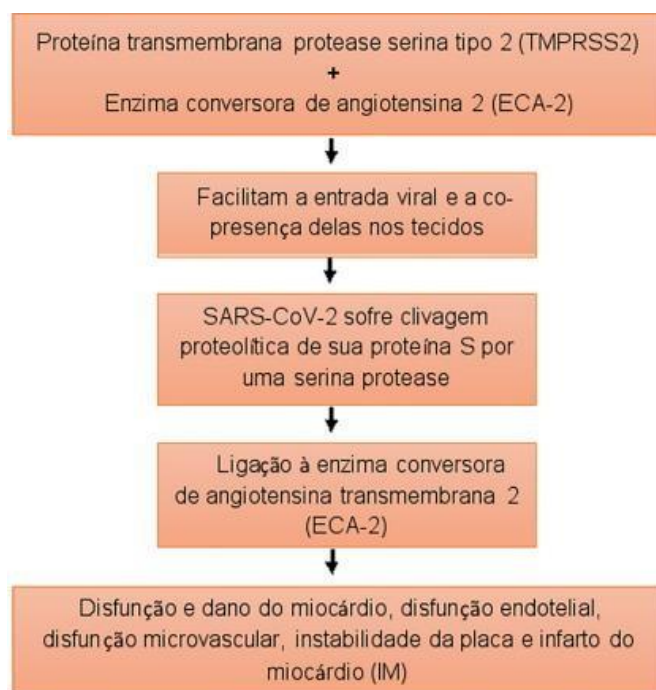 Proteína transmembrana protease serina tipo 2 (TMPRSS2)
+
Enzima conversora de angiotensina 2 (ECA-2)
Facilitam a entrada viral e a co-
presença delas nos tecidos
SARS-CoV-2 sofre clivagem
proteolítica de sua proteína S por
uma serina protease
Ligação à enzima conversora
de angiotensina transmembrana 2
(ECA-2)
Disfunção e dano do miocárdio, disfunção endotelial,
disfunção microvascular, instabilidade da placa e infarto do
miocárdio (IM)